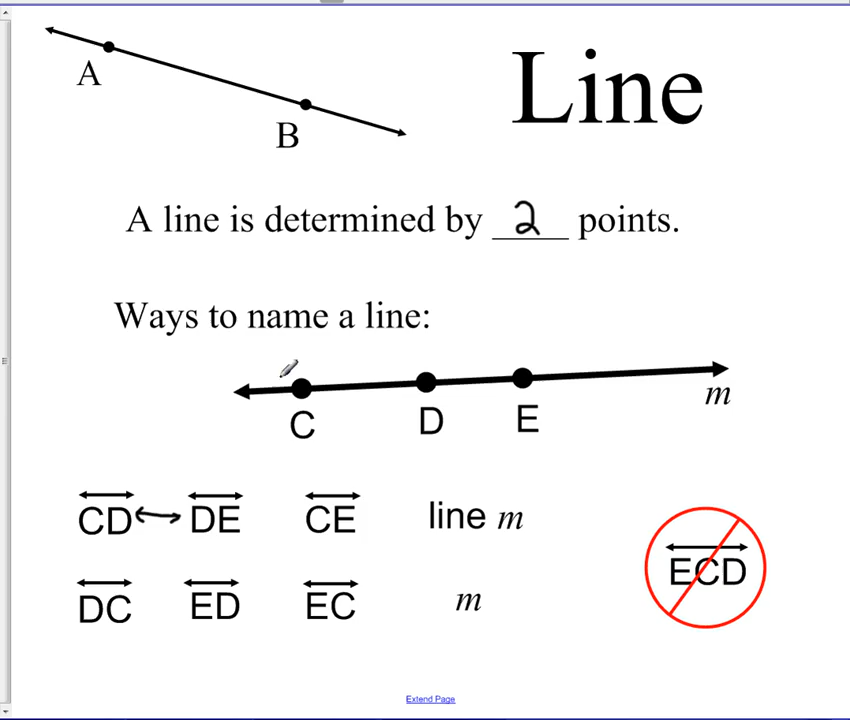 Line
A
B
A line is determined by 2 points.
Ways to name a line:
m
C D E
CD DE CE line m
ECD
DC ED EC m
Extend Page